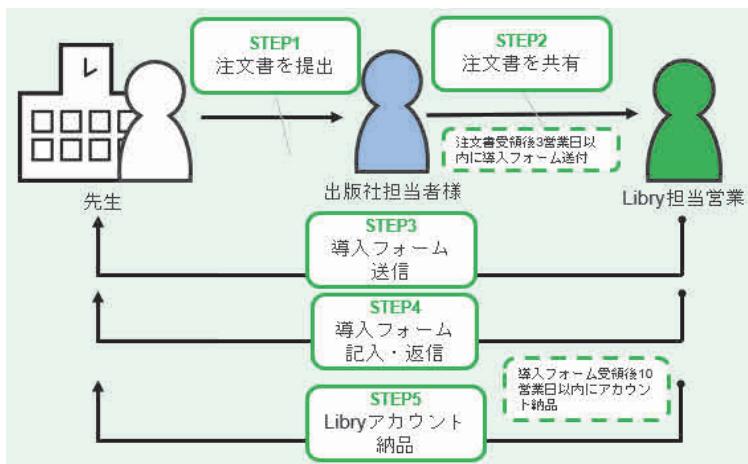 STEP1
注文書を提出
STEP2
注文書を共有
注文書受領後3営業日以
内に導入フォーム送付
先生
出版社担当者様
Libry担当営業
STEP3
導入フォーム
送信
STEP4
導入フォーム
記入・返信
導入フォーム受領後10
営業日以内にアカウン
ト納品
STEP5
Libryアカウント
納品